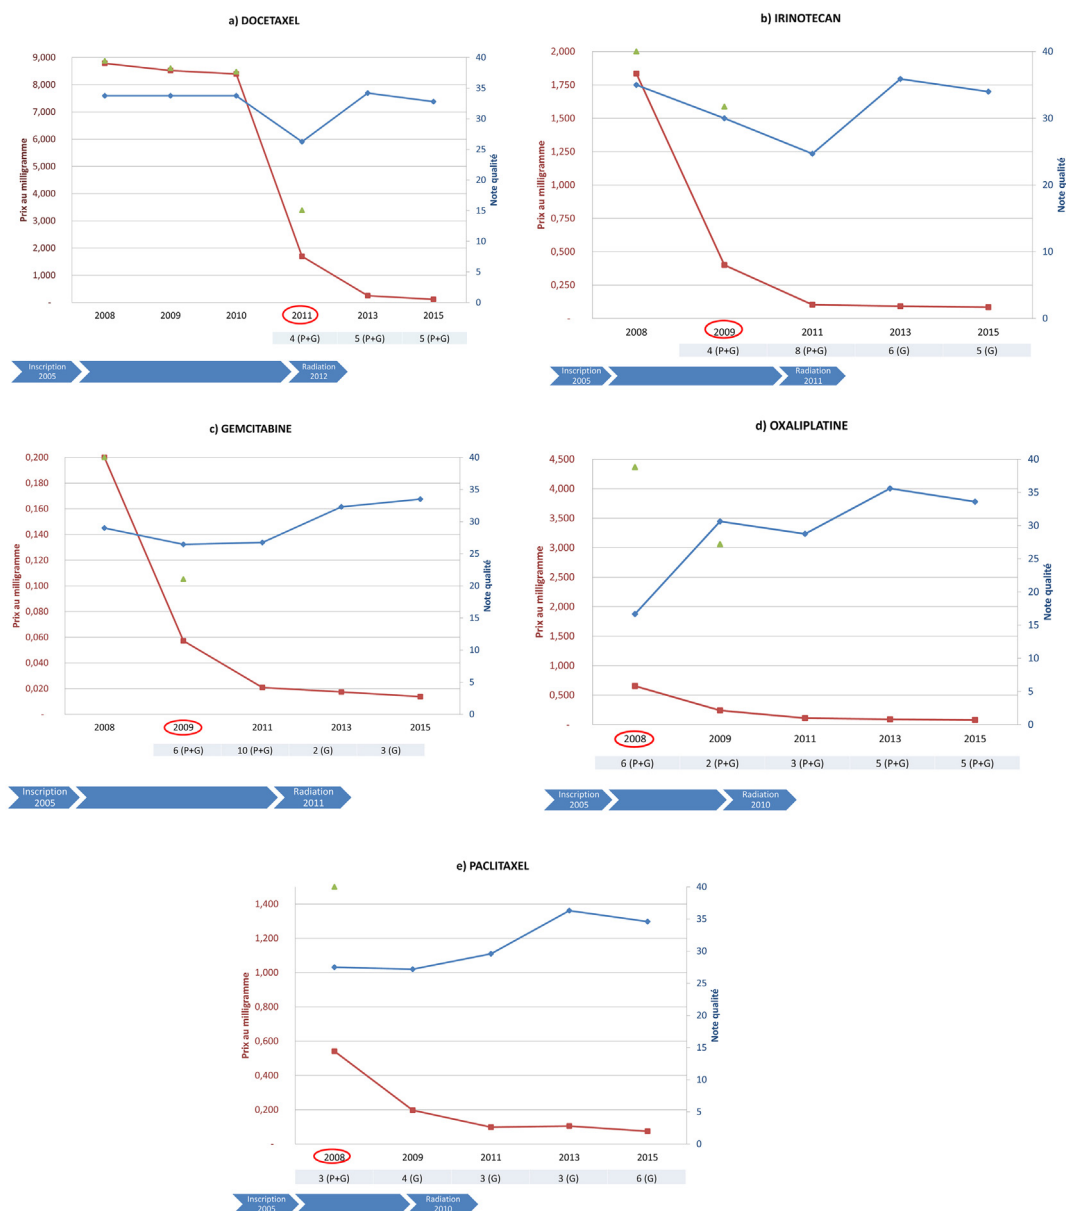 a) DOCETAXEL
9,000
8,000
7,000
6,000
5,000
4,000
3,000
2,000
1,000
-
Prix au milligramme
40
35
30
25
20
15
10
5
0
Note qualité
2008 2009 2010 2011 2013 2015
4 (P+G) 5 (P+G) 5 (P+G)
Inscription
2005
Radiation
2012
b) IRINOTECAN
2,000
1,750
1,500
1,250
1,000
0,750
0,500
0,250
-
Prix au milligramme
40
30
20
10
0
Note qualité
2008 2009 2011 2013 2015
4 (P+G) 8 (P+G) 6 (G) 5 (G)
Inscription
2005
Radiation
2011
c) GEMCITABINE
0,200
0,180
0,160
0,140
0,120
0,100
0,080
0,060
0,040
0,020
-
Prix au milligramme
40
35
30
25
20
15
10
5
0
Note qualité
2008 2009 2011 2013 2015
6 (P+G) 10 (P+G) 2 (G) 3 (G)
Inscription
2005
Radiation
2011
d) OXALIPLATINE
4,500
4,000
3,500
3,000
2,500
2,000
1,500
1,000
0,500
-
Prix au milligramme
40
35
30
25
20
15
10
5
0
Note qualité
2008 2009 2011 2013 2015
6 (P+G) 2 (P+G) 3 (P+G) 5 (P+G) 5 (P+G)
Inscription
2005
Radiation
2010
e) PACLITAXEL
1,400
1,200
1,000
0,800
0,600
0,400
0,200
-
Prix au milligramme
40
35
30
25
20
15
10
5
0
Note qualité
2008 2009 2011 2013 2015
3 (P+G) 4 (G) 3 (G) 3 (G) 6 (G)
Inscription
2005
Radiation
2010